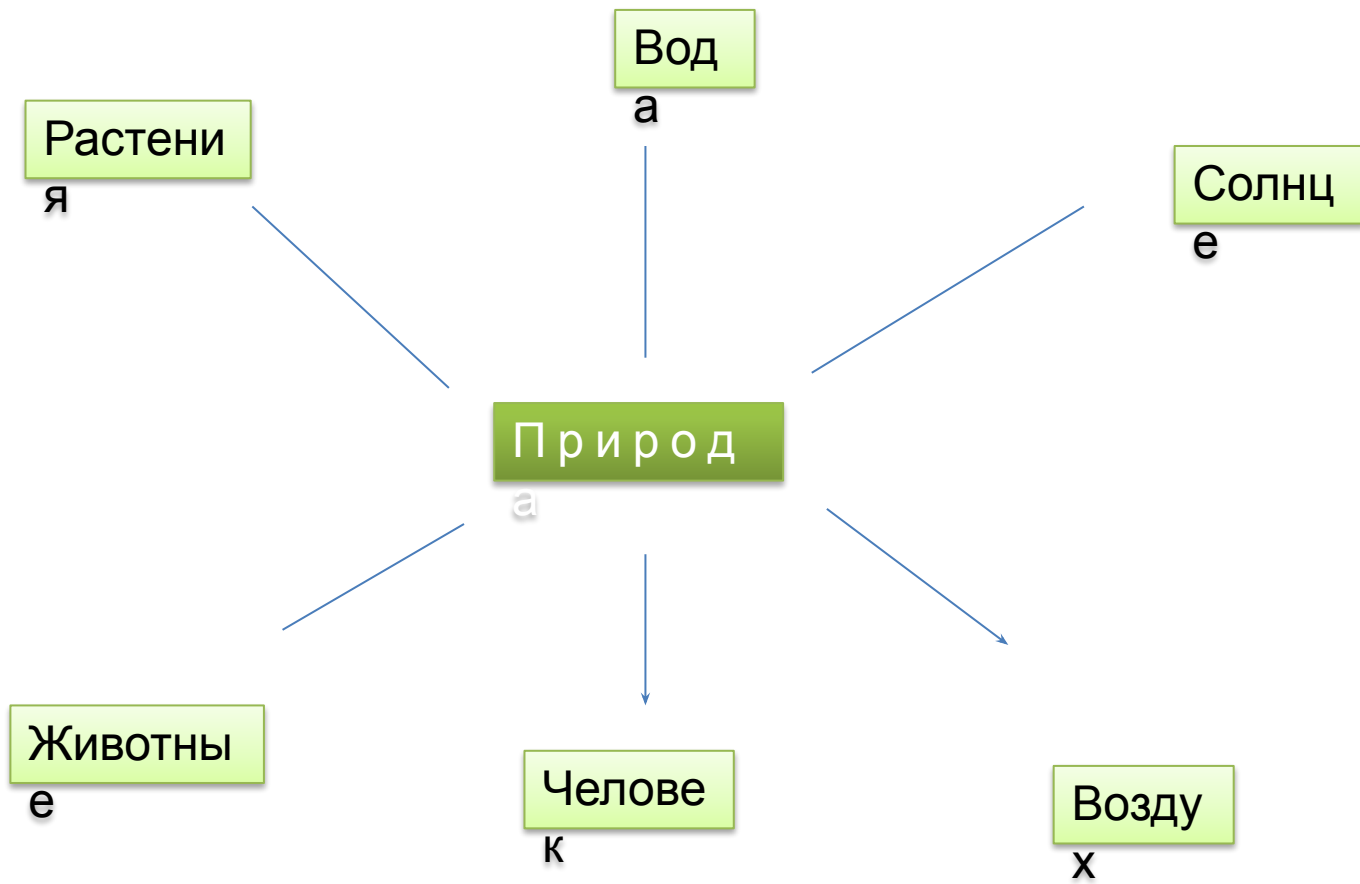 Вод
а
Растени
я
Солнц
е
П р и р о д
а
Животны
е
Челове
к
Возду
х